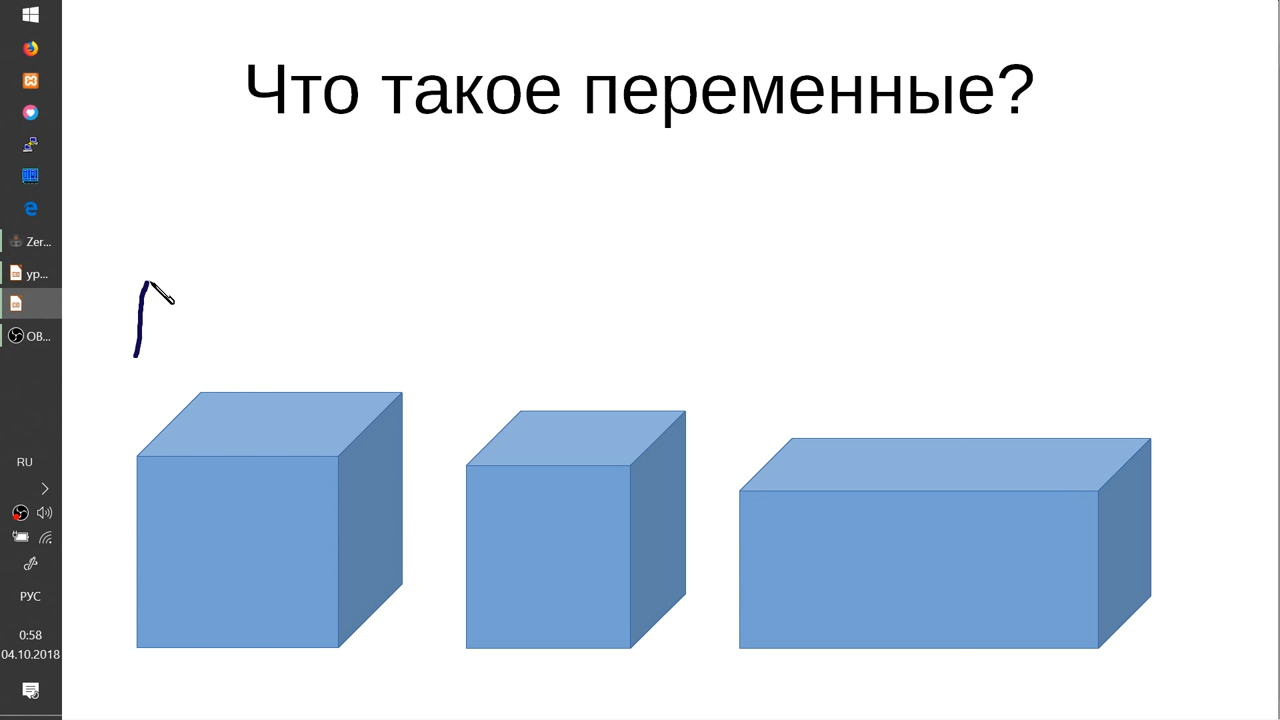 Что такое переменные?
Zer...
ур...
OB...
RU
РУС
0:58
04.10.2018